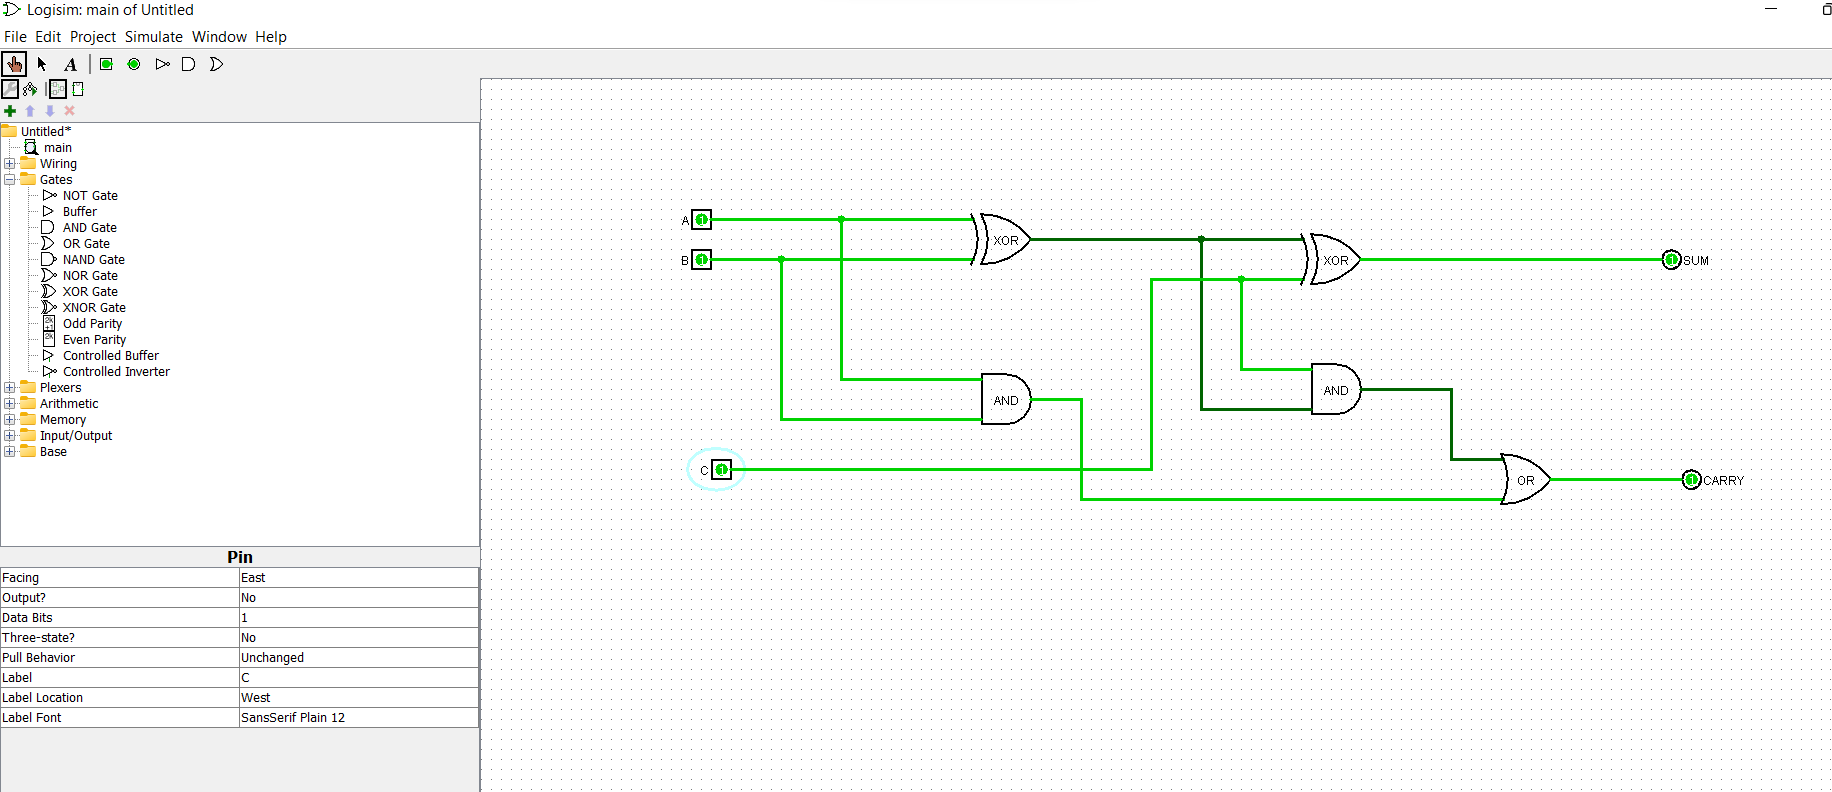 Logisim: main of Untitled
File Edit Project Simulate Window Help
A
Untitled*
main
Wiring
Gates
NOT Gate
Buffer
AND Gate
OR Gate
NAND Gate
NOR Gate
XOR Gate
XNOR Gate
Odd Parity
Even Parity
Controlled Buffer
Controlled Inverter
Plexers
Arithmetic
Memory
Input/Output
Base
Pin
Facing East
Output? No
Data Bits 1
Three-state? No
Pull Behavior Unchanged
Label C
Label Location West
Label Font SansSerif Plain 12
A 1
XOR
B 1
XOR
1 SUM
AND
AND
C 1
OR
1 CARRY